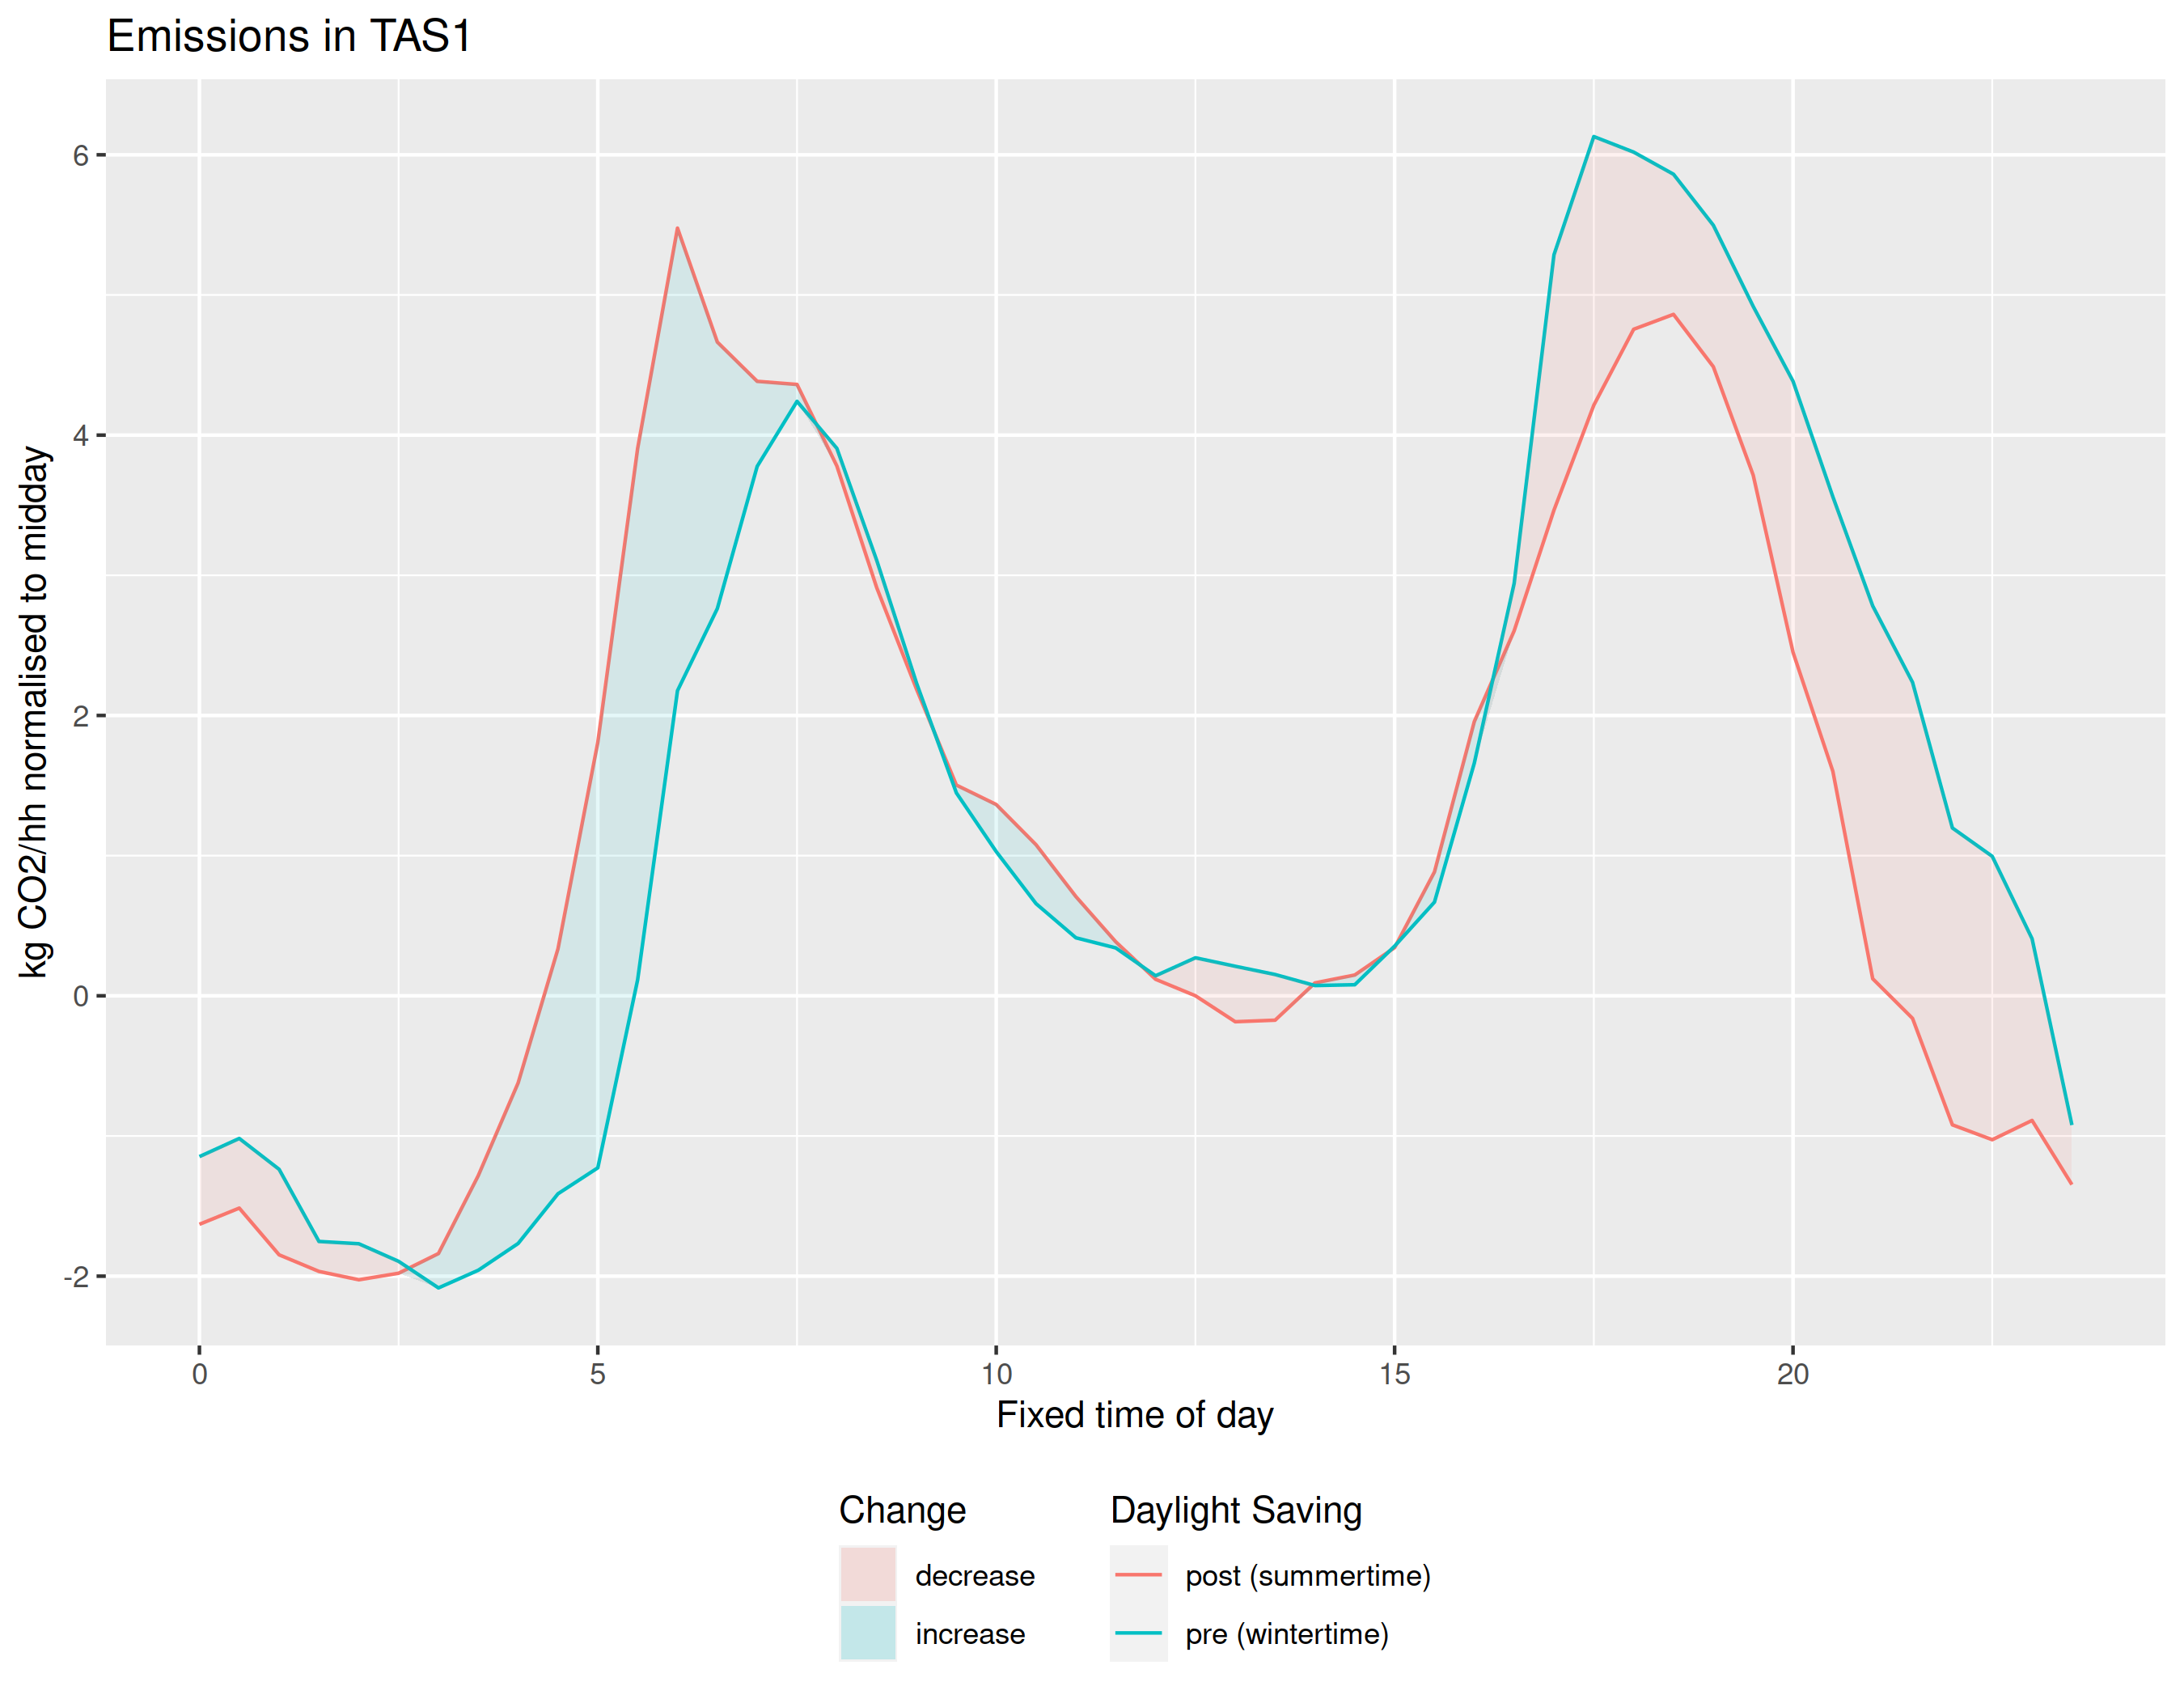 Emissions in TAS1
kg CO2/hh normalised to midday
6
4
2
0
-2
0 5 10 15 20
Fixed time of day
Change
decrease
increase
Daylight Saving
post (summertime)
pre (wintertime)